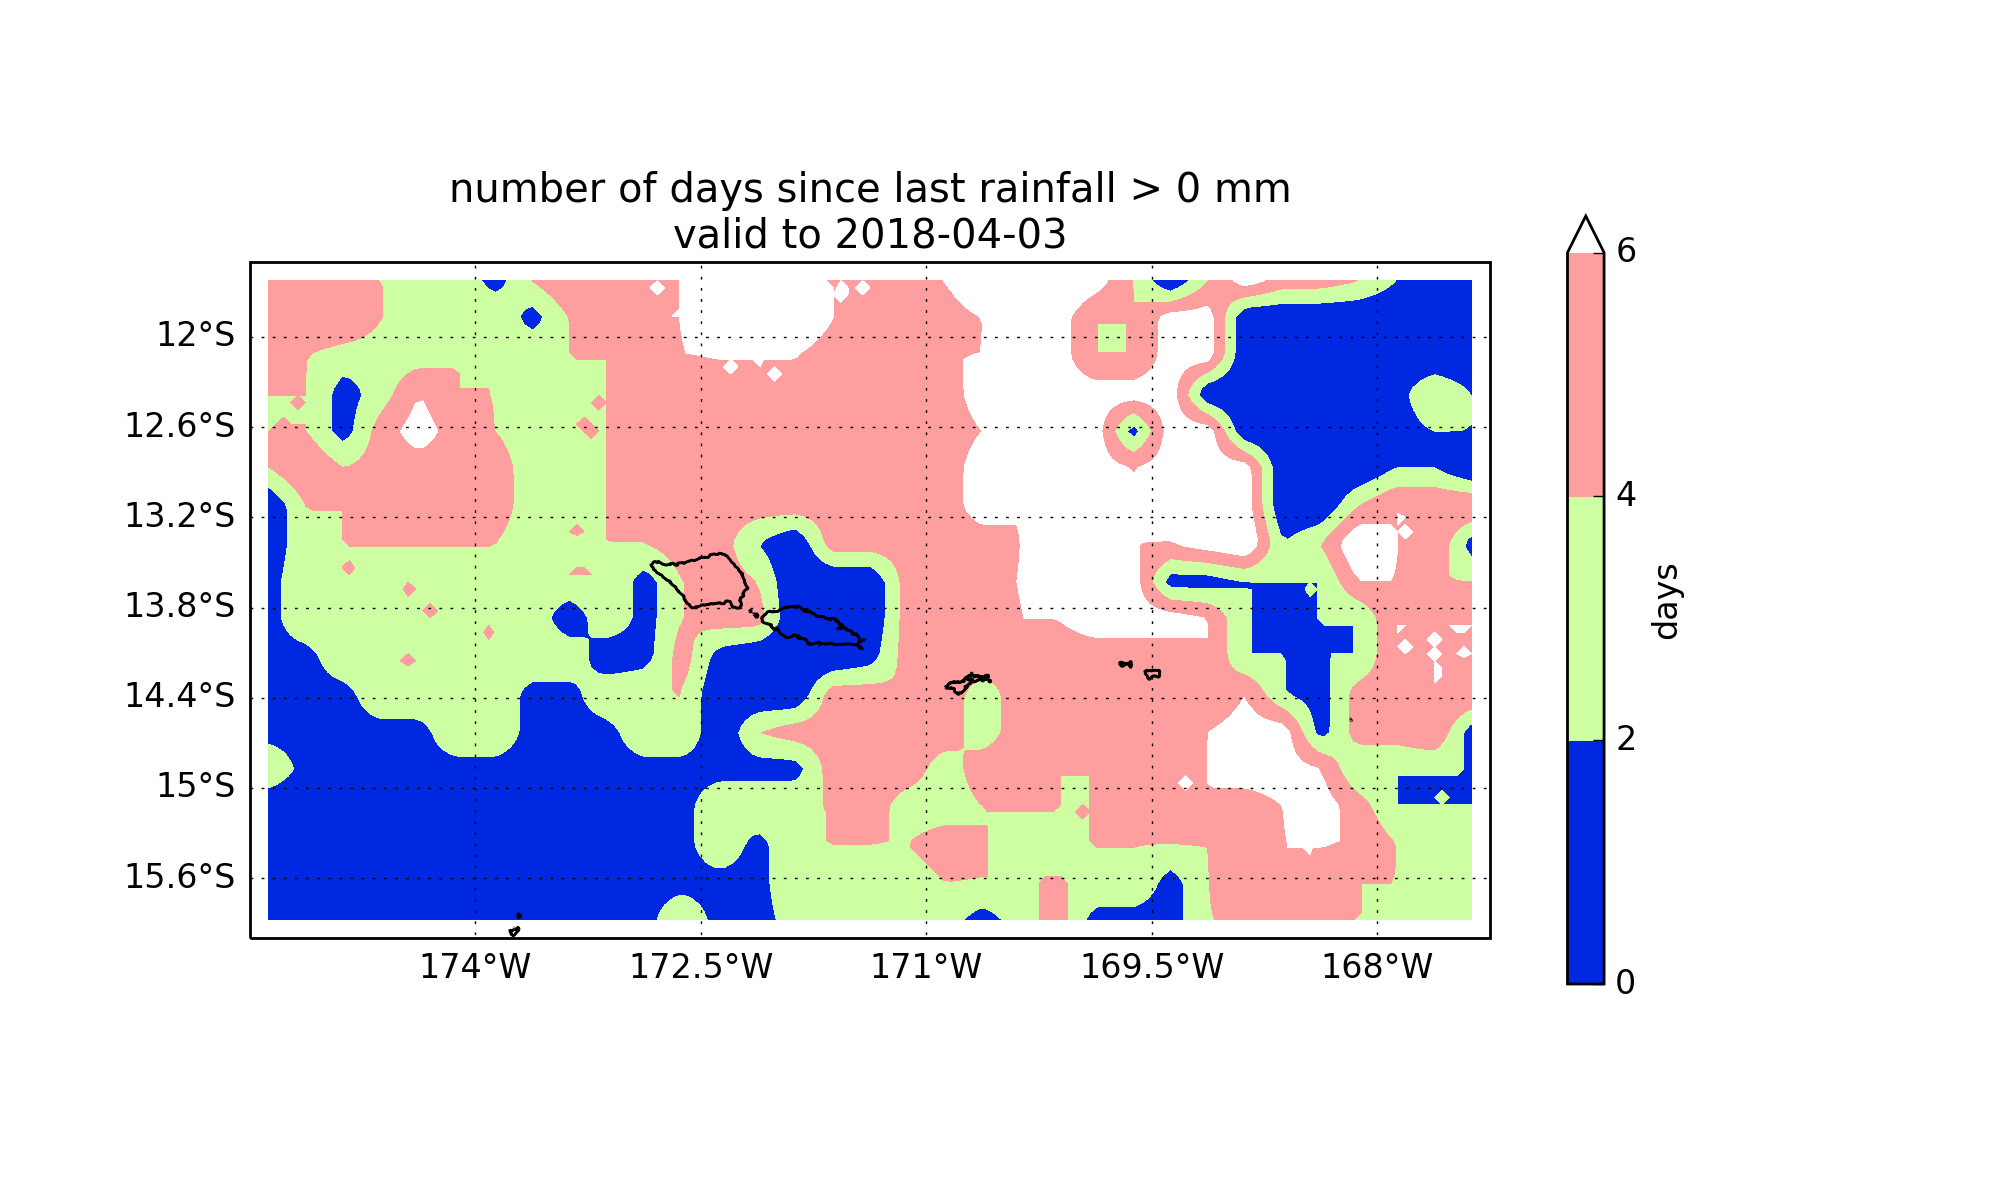 number of days since last rainfall > 0 mm
valid to 2018-04-03
12°S
12.6°S
13.2°S
13.8°S
14.4°S
15°S
15.6°S
174°W
172.5°W
171°W
169.5°W
168°W
6
4
2
0
days